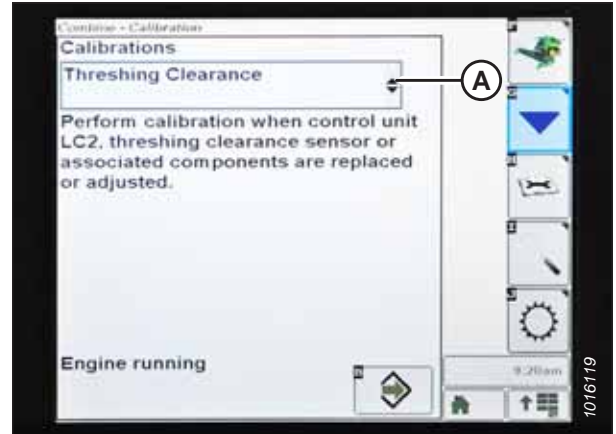 Combine - Calibration
Calibrations
Threshing Clearance
A
Perform calibration when control unit
LC2, threshing clearance sensor or
associated components are replaced
or adjusted.
Engine running
9:20am
1016119